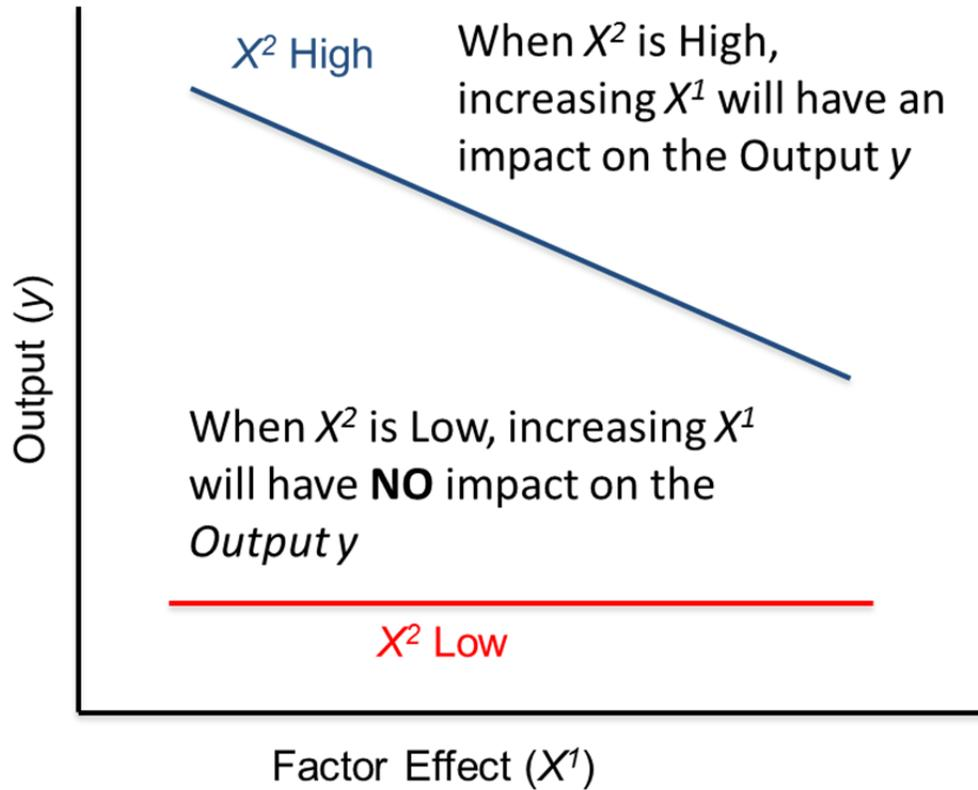 X² High
When X² is High,
increasing X¹ will have an
impact on the Output y
Output (y)
When X² is Low, increasing X¹
will have NO impact on the
Output y
X² Low
Factor Effect (X¹)